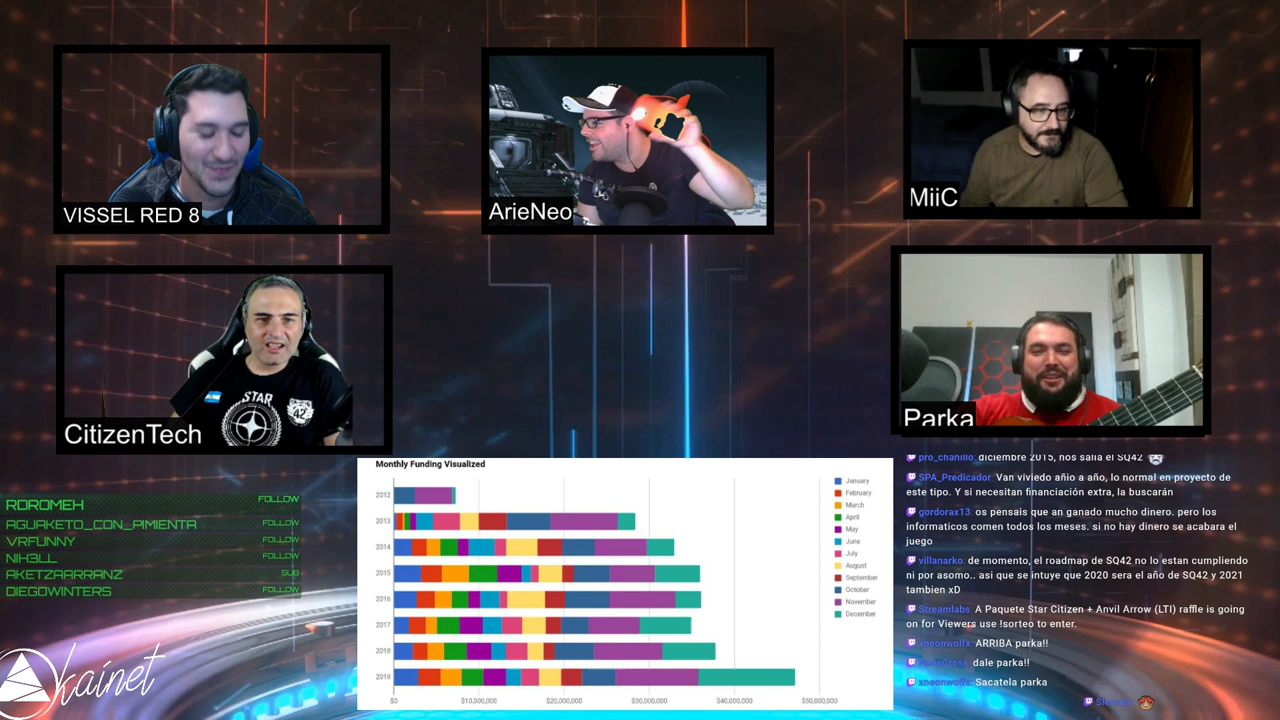 VISSEL RED 8
ArieNeo
MiiC
STAR
42
CitizenTech
Parka
RDROMEH FOLLOW
AGUAKETO_CON_PIMIENTA FOLLOW
VRFUNNY FOLLOW
NIH3LL FOLLOW
AKETZAARRANZ SUB
DIEGOWINTERS FOLLOW
kainet
Monthly Funding Visualized
2012
2013
2014
2015
2016
2017
2018
2019
$0 $10,000,000 $20,000,000 $30,000,000 $40,000,000 $50,000,000
January
February
March
April
May
June
July
August
September
October
November
December
pro_chanillo: diciembre 2015, nos salia el SQ42
SPA_Predicador: Van viviedo añio a año, lo normal en proyecto de
este tipo. Y si necesitan financiación extra, la buscarán
gordorax13: os pensais que an ganado mucho dinero. pero los
informaticos comen todos los meses. si no hay dinero se acabara el
juego
villanarko: de momento, el roadmap de SQ42 no lo estan cumpliendo
ni por asomo.. asi que se intuye que 2020 sera el año de SQ42 y 2021
tambien xD
Streamlabs: A Paquete Star Citizen + Anvil Arrow (LTI) raffle is going
on for Viewers use !sorteo to enter.
xneonwolfx: ARRIBA parka!!
dale parka!!
xneonwolfx: Sacatela parka